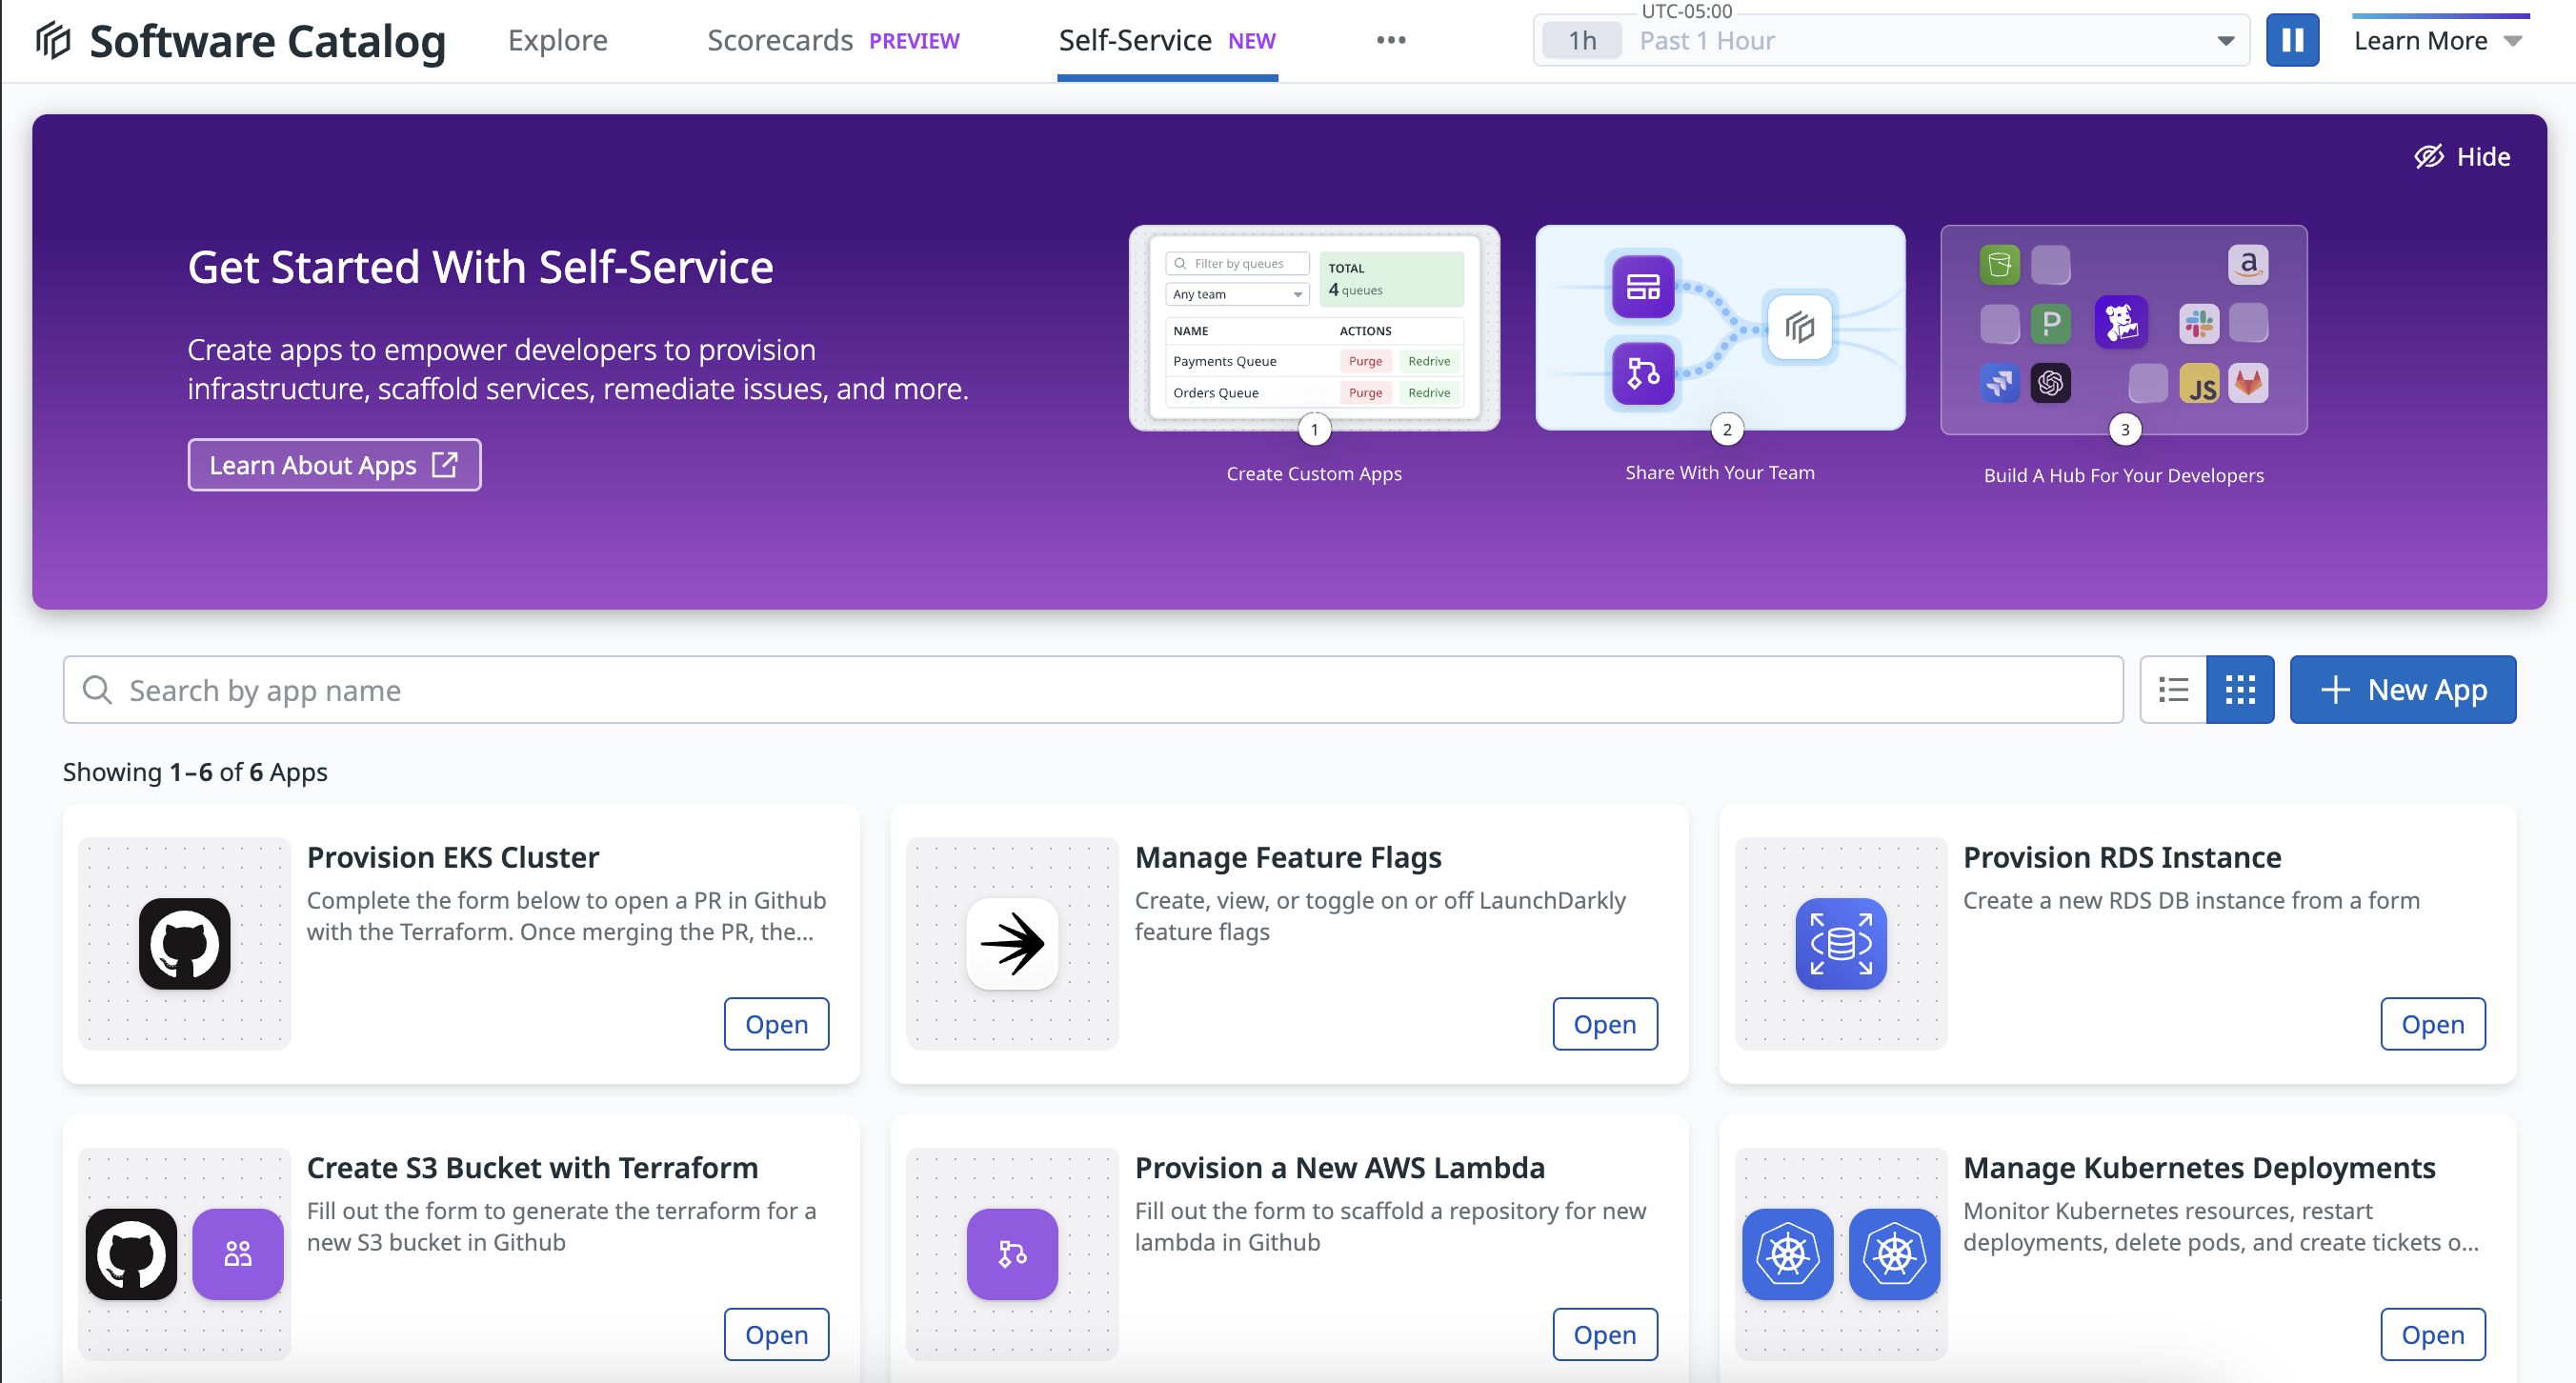 Software Catalog
Explore
Scorecards PREVIEW
Self-Service NEW
UTC-05:00
1h Past 1 Hour
Learn More
Hide
Get Started With Self-Service
Create apps to empower developers to provision
infrastructure, scaffold services, remediate issues, and more.
Learn About Apps
Filter by queues
Any team
TOTAL
4 queues
NAME ACTIONS
Payments Queue Purge Redrive
Orders Queue Purge Redrive
1
Create Custom Apps
2
Share With Your Team
a
P
JS
3
Build A Hub For Your Developers
Search by app name
New App
Showing 1–6 of 6 Apps
Provision EKS Cluster
Complete the form below to open a PR in Github
with the Terraform. Once merging the PR, the...
Open
Manage Feature Flags
Create, view, or toggle on or off LaunchDarkly
feature flags
Open
Provision RDS Instance
Create a new RDS DB instance from a form
Open
Create S3 Bucket with Terraform
Fill out the form to generate the terraform for a
new S3 bucket in Github
Open
Provision a New AWS Lambda
Fill out the form to scaffold a repository for new
lambda in Github
Open
Manage Kubernetes Deployments
Monitor Kubernetes resources, restart
deployments, delete pods, and create tickets o...
Open